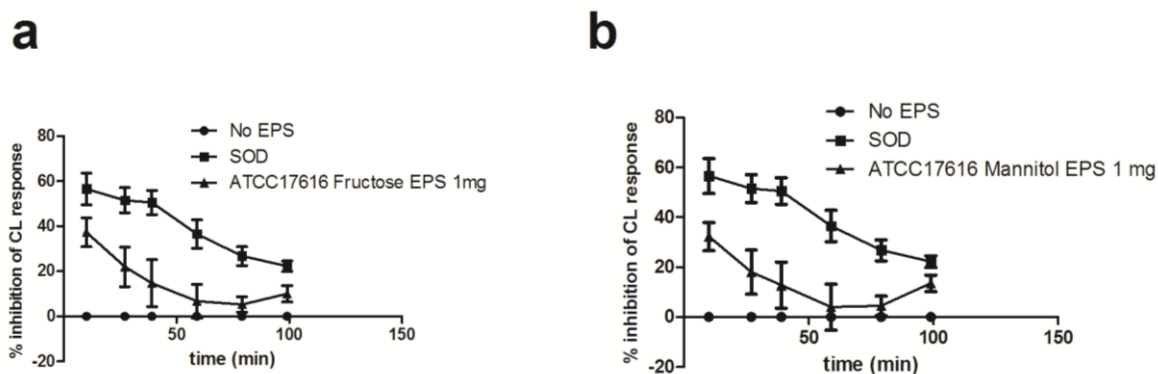 a
No EPS
SOD
ATCC17616 Fructose EPS 1mg
% inhibition of CL response
80
60
40
20
0
-20
50
100
150
time (min)
b
No EPS
SOD
ATCC17616 Mannitol EPS 1 mg
% inhibition of CL response
80
60
40
20
0
-20
50
100
150
time (min)